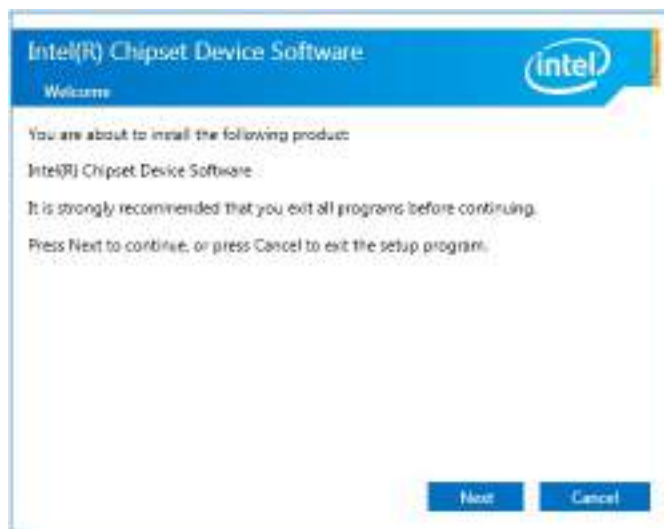 Intel(R) Chipset Device Software
intel
Welcome
You are about to install the following product:
Intel(R) Chipset Device Software
It is strongly recommended that you exit all programs before continuing.
Press Next to continue, or press Cancel to exit the setup program.
Next
Cancel